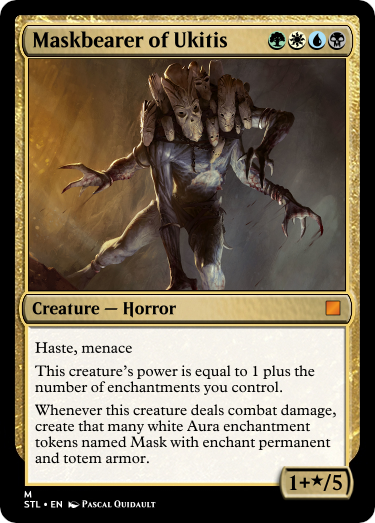 Maskbearer of Ukitis
Creature — Horror
Haste, menace
This creature's power is equal to 1 plus the
number of enchantments you control.
Whenever this creature deals combat damage,
create that many white Aura enchantment
tokens named Mask with enchant permanent
and totem armor.
1+★/5
M
STL • EN Pascal Quidault